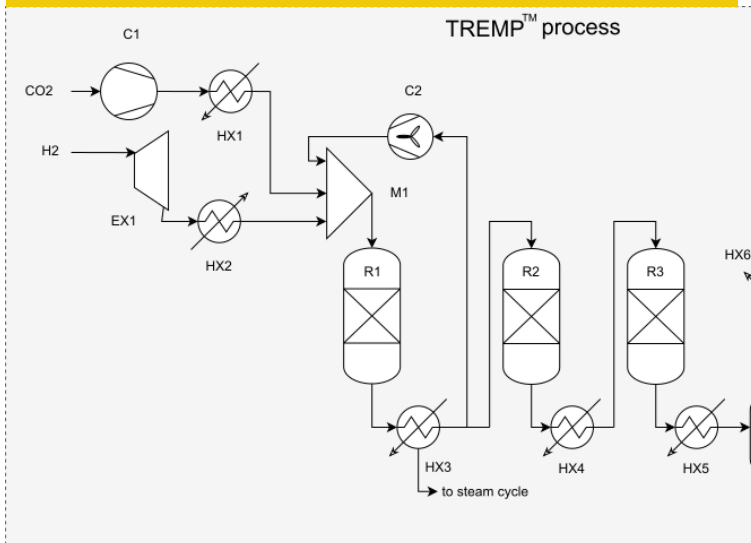 TREMP™ process
C1
CO2
HX1
C2
H2
M1
EX1
HX2
R1
R2
R3
HX6
HX3
HX4
HX5
to steam cycle